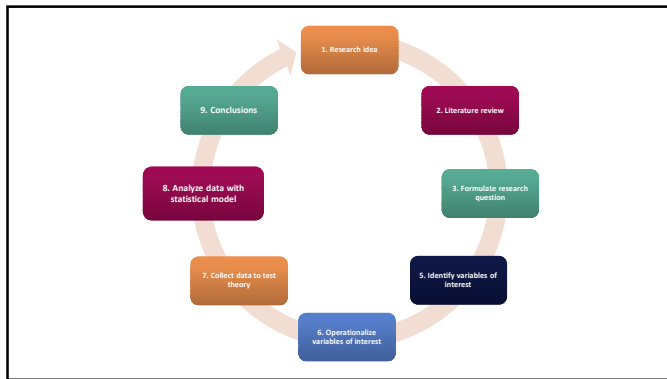 1. Research idea
2. Literature review
3. Formulate research
question
5. Identify variables of
interest
6. Operationalize
variables of interest
7. Collect data to test
theory
8. Analyze data with
statistical model
9. Conclusions